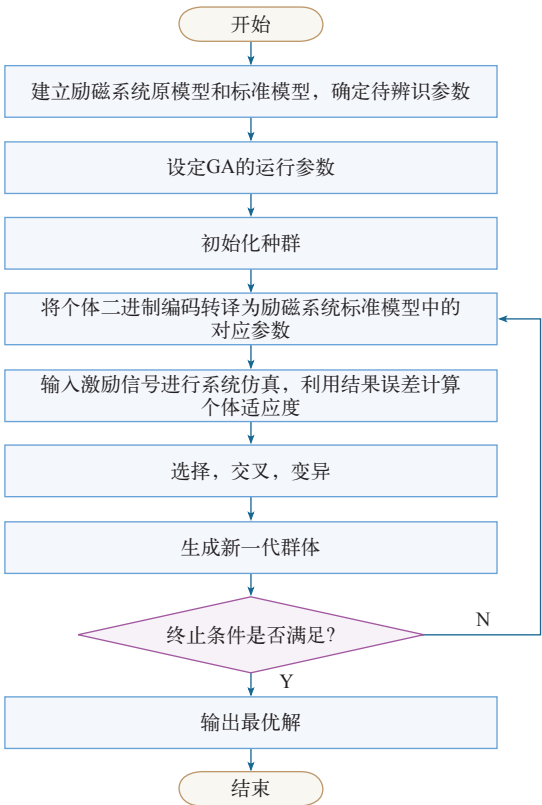 开始
建立励磁系统原模型和标准模型，确定待辨识参数
设定GA的运行参数
初始化种群
将个体二进制编码转译为励磁系统标准模型中的
对应参数
输入激励信号进行系统仿真，利用结果误差计算
个体适应度
选择，交叉，变异
生成新一代群体
终止条件是否满足?
N
Y
输出最优解
结束